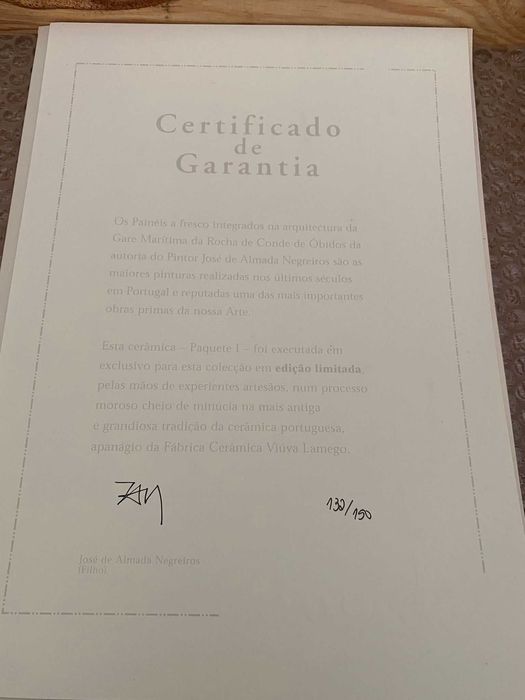 Certificado
de
Garantia
Os Painéis a fresco integrados na arquitectura da
Gare Marítima da Rocha de Conde de Óbidos da
autoria do Pintor José de Almada Negreiros são as
maiores pinturas realizadas nos últimos séculos
em Portugal e reputadas uma das mais importantes
obras primas da nossa Arte.
Esta cerâmica – Paquete I – foi executada em
exclusivo para esta colecção em edição limitada,
pelas mãos de experientes artesãos, num processo
moroso cheio de minúcia na mais antiga
e grandiosa tradição da cerâmica portuguesa,
apanágio da Fábrica Cerâmica Viúva Lamego.
132/150
José de Almada Negreiros
(Filho)